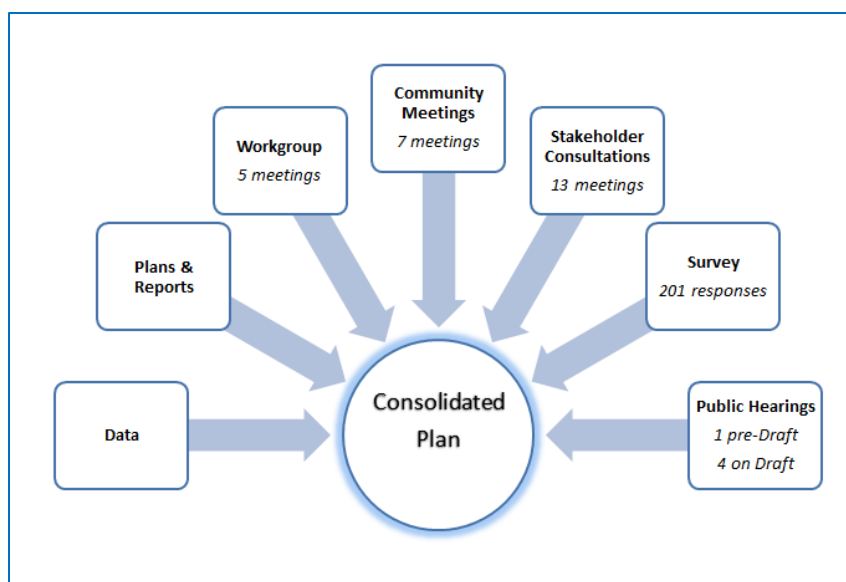 Community
Meetings
7 meetings
Workgroup
5 meetings
Stakeholder
Consultations
13 meetings
Plans &
Reports
Survey
201 responses
Data
Consolidated
Plan
Public Hearings
1 pre-Draft
4 on Draft